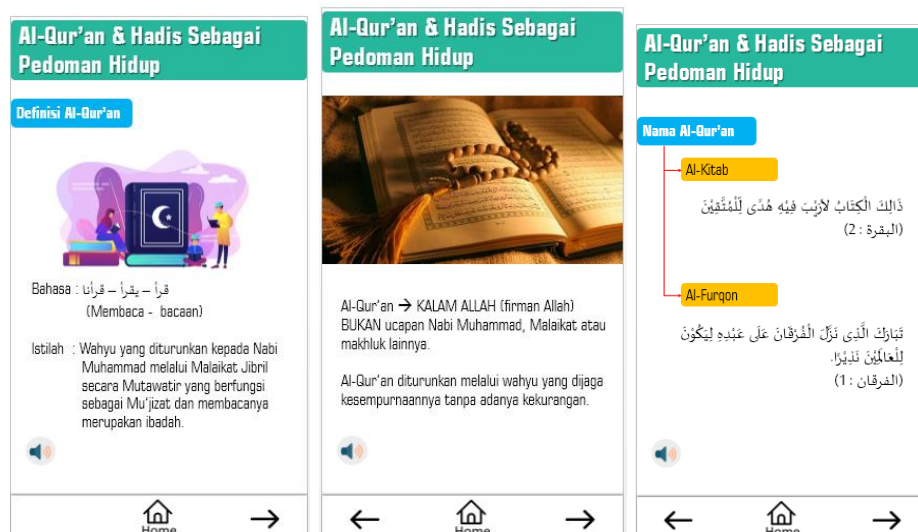 Al-Qur'an & Hadis Sebagai
Pedoman Hidup
Definisi Al-Qur'an
Bahasa : قرأ – يقرأ – قرأنا
(Membaca - bacaan)
Istilah : Wahyu yang diturunkan kepada Nabi
Muhammad melalui Malaikat Jibril
secara Mutawatir yang berfungsi
sebagai Mu'jizat dan membacanya
merupakan ibadah.
Home
Al-Qur'an & Hadis Sebagai
Pedoman Hidup
Al-Qur'an → KALAM ALLAH (firman Allah)
BUKAN ucapan Nabi Muhammad, Malaikat atau
makhluk lainnya.
Al-Qur'an diturunkan melalui wahyu yang dijaga
kesempurnaannya tanpa adanya kekurangan.
Home
Al-Qur'an & Hadis Sebagai
Pedoman Hidup
Nama Al-Qur'an
Al-Kitab
ذَالِكَ الْكِتَابُ لاَرَيْبَ فِيْهِ هُدًى لِّلْمُتَّقِيْنَ
(البقرة : 2)
Al-Furqon
تَبَارَكَ الَّذِى نَزَّلَ الْفُرْقَانَ عَلَى عَبْدِهِ لِيَكُوْنَ
لِلْعَالَمِيْنَ نَذِيْرًا.
(الفرقان : 1)
Home